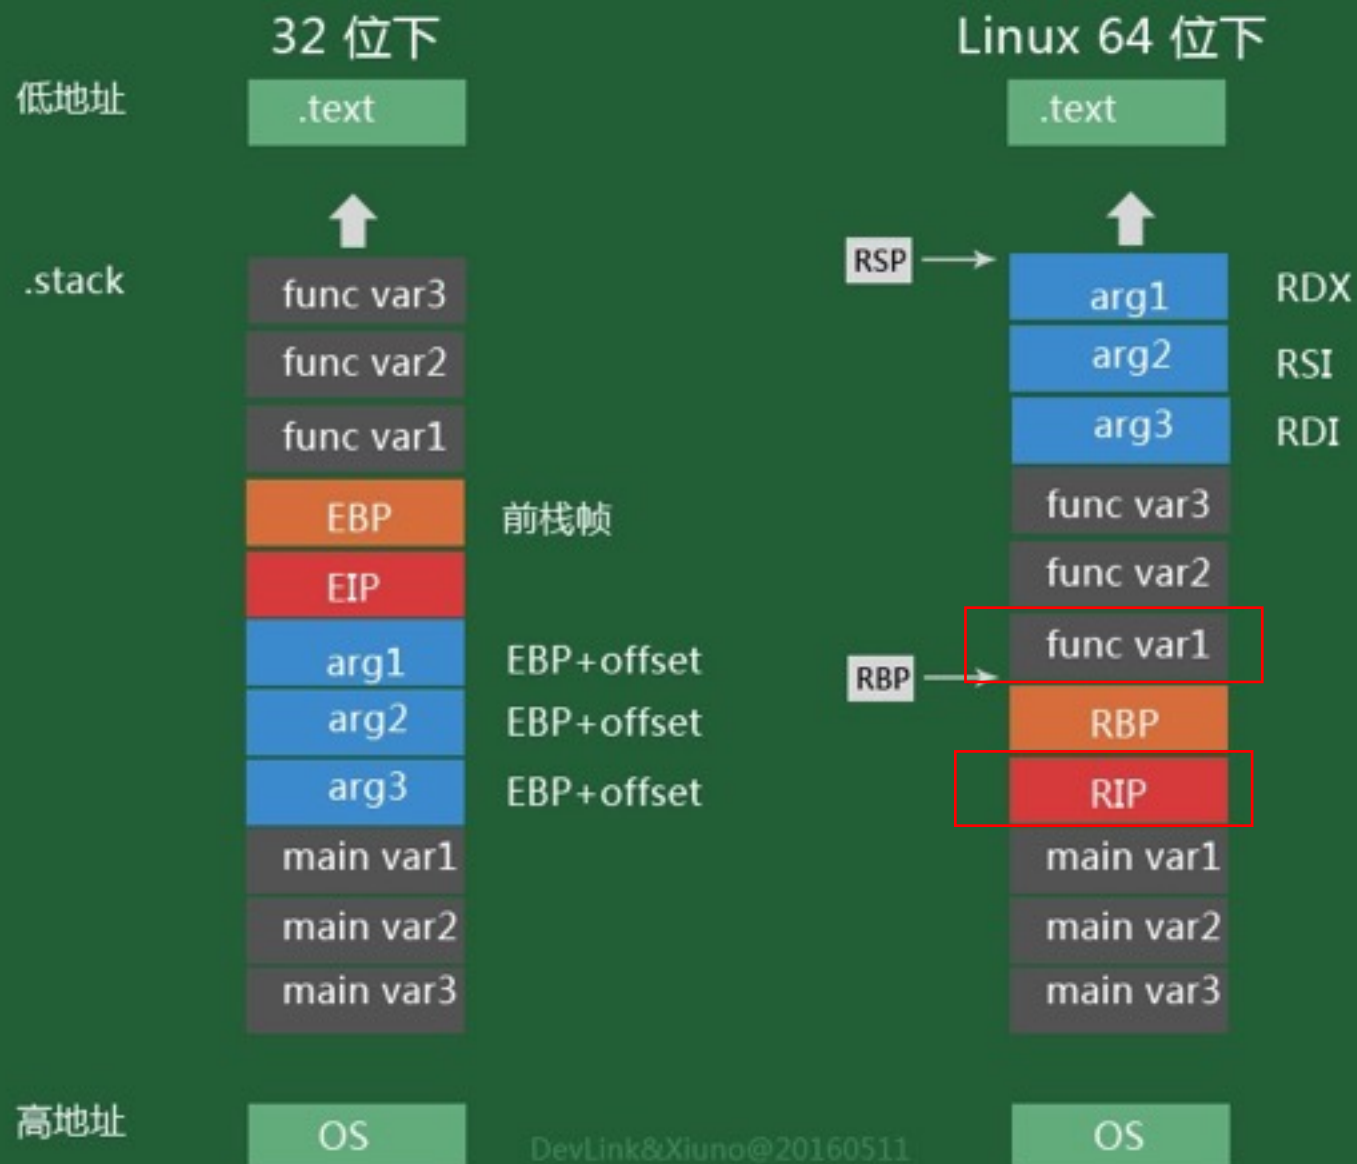 32 位下
Linux 64 位下
低地址
.text
.text
.stack
func var3
func var2
func var1
EBP
前栈帧
EIP
arg1
EBP+offset
arg2
EBP+offset
arg3
EBP+offset
main var1
main var2
main var3
RSP
arg1
RDX
arg2
RSI
arg3
RDI
func var3
func var2
func var1
RBP
RBP
RIP
main var1
main var2
main var3
高地址
OS
DevLink&Xiuno@20160511
OS